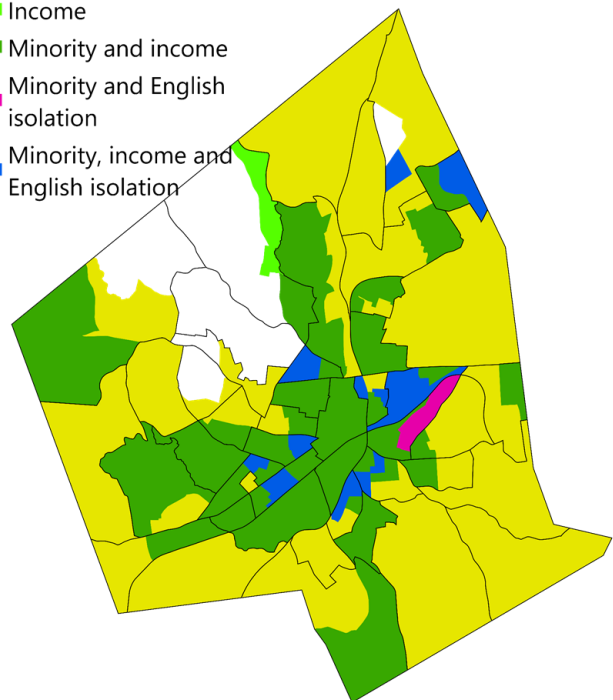 Income
Minority and income
Minority and English
isolation
Minority, income and
English isolation